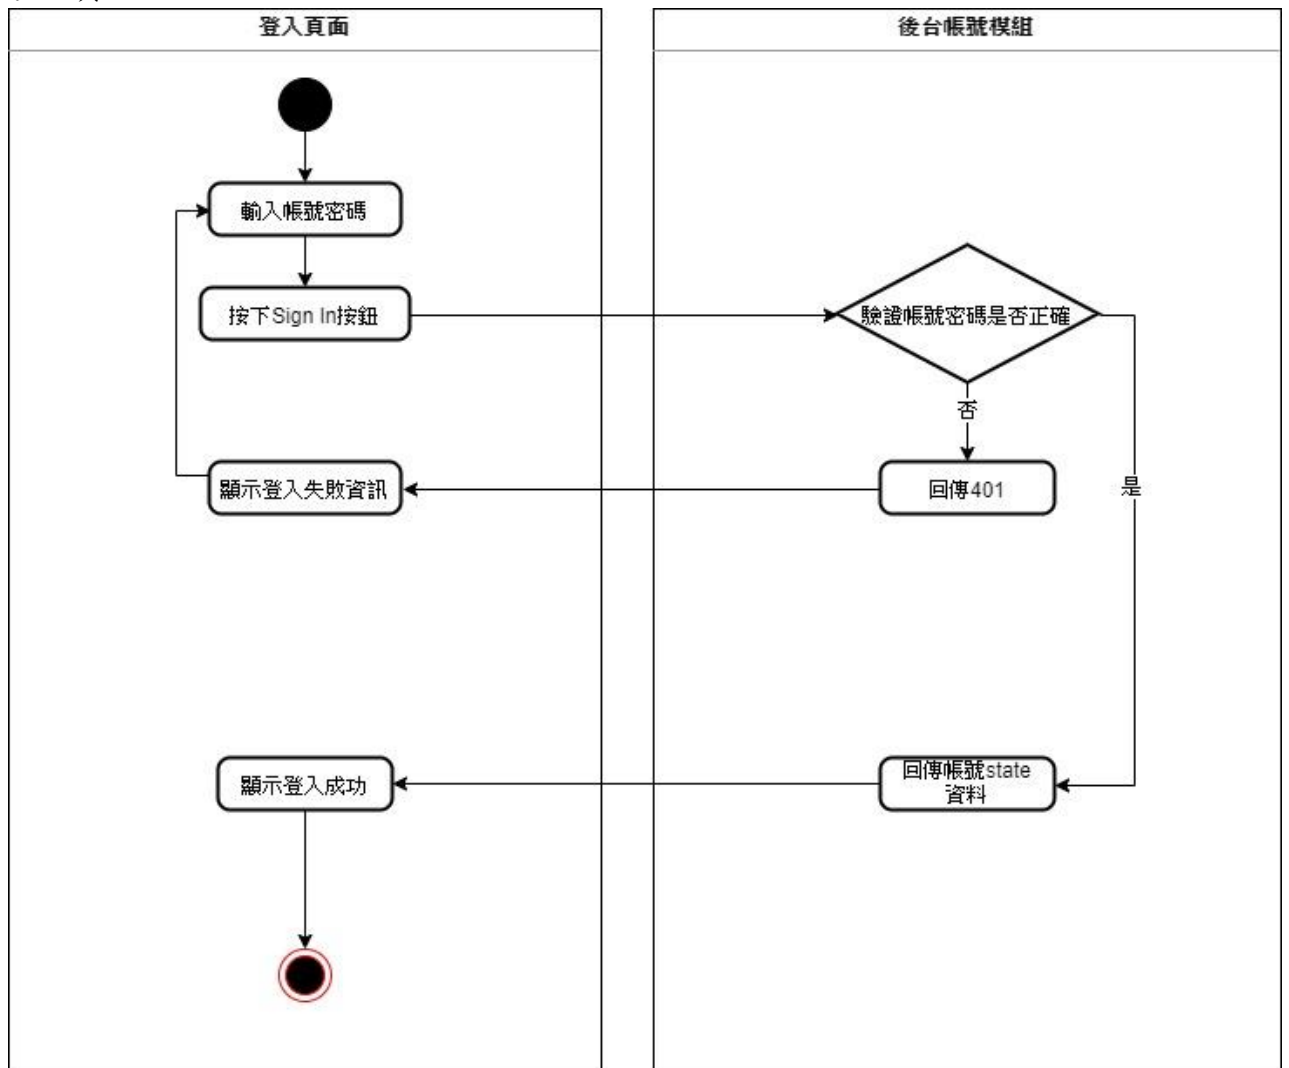 登入頁面
後台帳號模組
輸入帳號密碼
按下Sign In按鈕
驗證帳號密碼是否正確
否
顯示登入失敗資訊
回傳401
是
顯示登入成功
回傳帳號state
資料